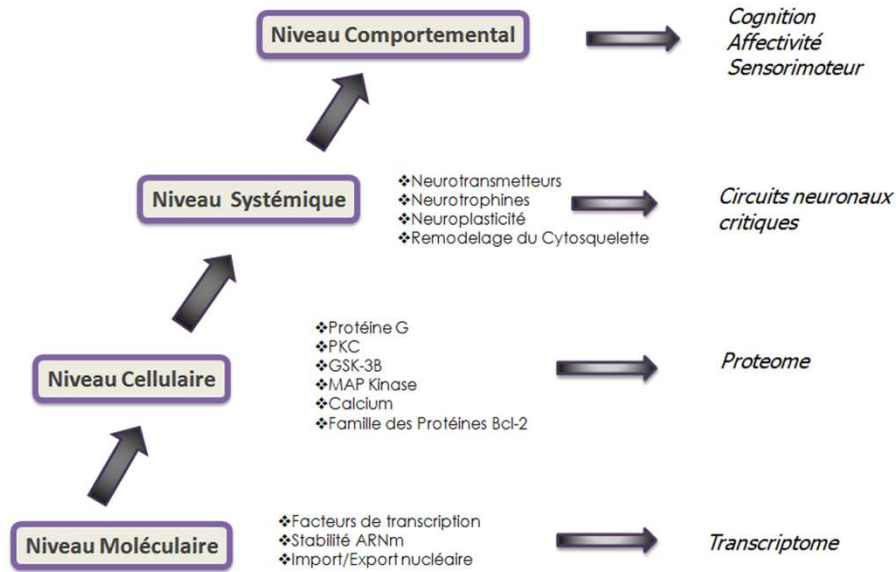 Niveau Comportemental
Cognition
Affectivité
Sensorimoteur
Niveau Systémique
❖Neurotransmetteurs
❖Neurotrophines
❖Neuroplasticité
❖Remodelage du Cytosquelette
Circuits neuronaux
critiques
Niveau Cellulaire
❖Protéine G
❖PKC
❖GSK-3B
❖MAP Kinase
❖Calcium
❖Famille des Protéines Bcl-2
Proteome
Niveau Moléculaire
❖Facteurs de transcription
❖Stabilité ARNm
❖Import/Export nucléaire
Transcriptome